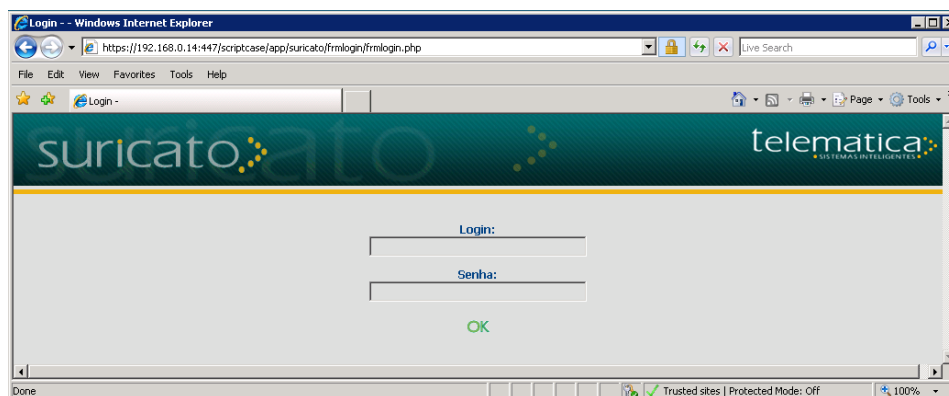 Login - - Windows Internet Explorer
https://192.168.0.14:447/scriptcase/app/suricato/frmlogin/frmlogin.php
Live Search
File Edit View Favorites Tools Help
Login -
Page Tools
suricato
telemática
SISTEMAS INTELIGENTES
Login:
Senha:
OK
Done
Trusted sites | Protected Mode: Off
100%